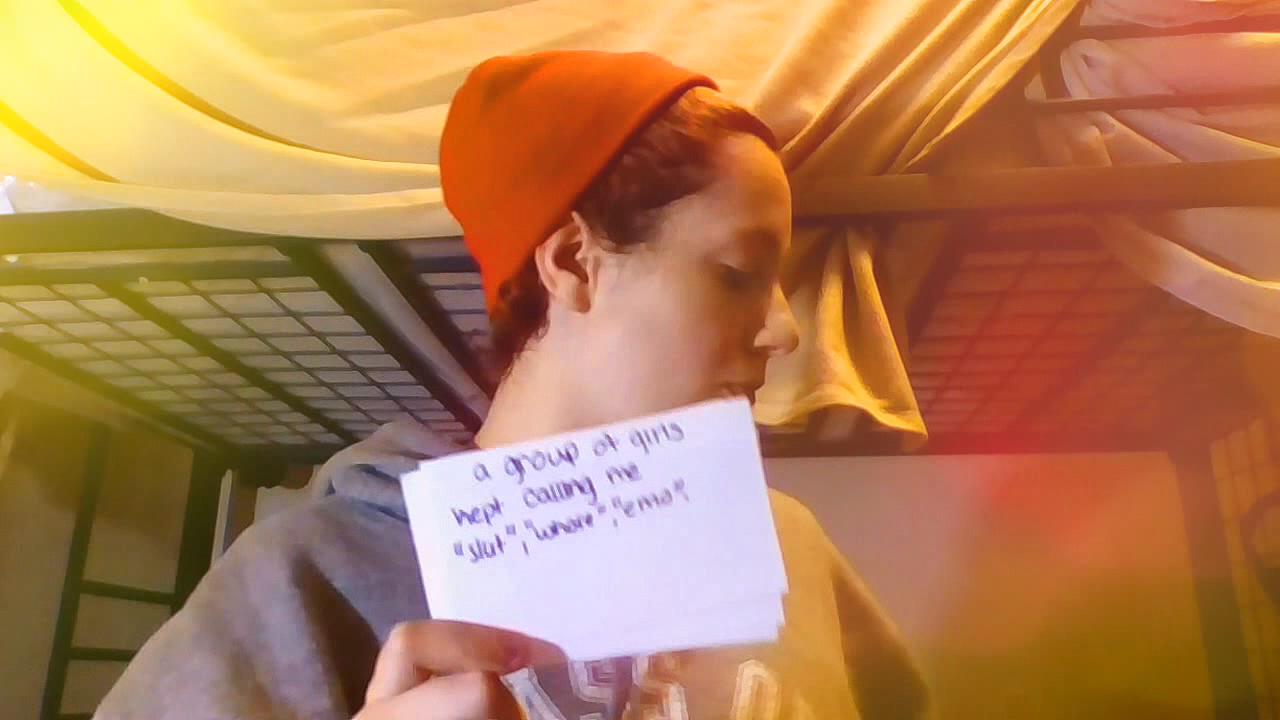 a group of girls
kept calling me
"slut", "whore", "emo",